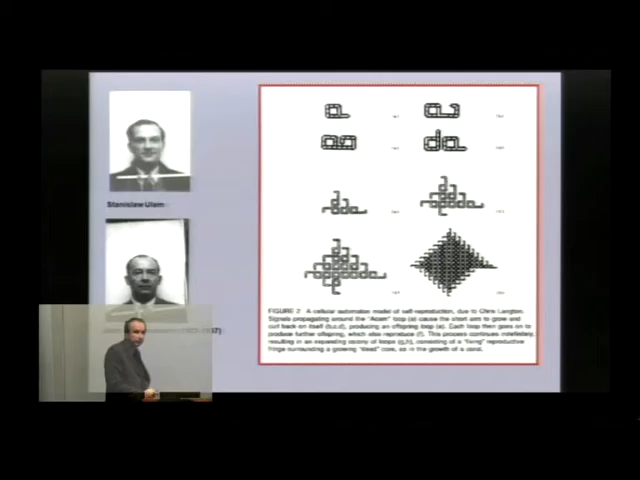 Stanislaw Ulam
FIGURE 2 A cellular automaton model of self-reproduction, due to Chris Langton.
Signals propagating around the "Adam" loop (a) cause the short arm to grow and
curl back on itself (b,c,d), producing an offspring loop (e). Each loop then goes on to
produce further offspring, which also reproduce (f). This process continues indefinitely,
resulting in an expanding colony of loops (g,h), consisting of a "living" reproductive
fringe surrounding a growing "dead" core, as in the growth of a coral.